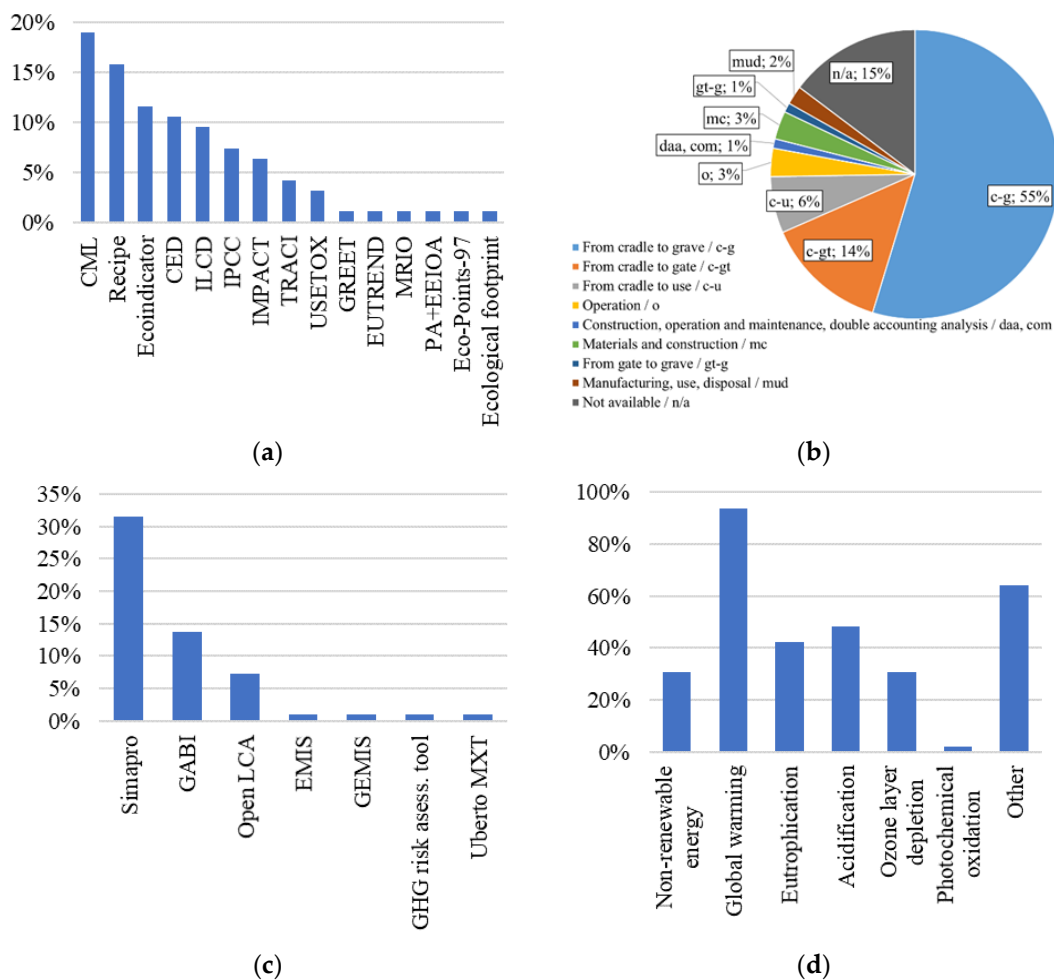 20%
15%
10%
5%
0%
CML
Recipe
Ecoindicator
CED
ILCD
IPCC
IMPACT
TRACI
USETOX
GREET
EUTREND
MRIO
PA+EEIOA
Eco-Points-97
Ecological footprint
(a)
mud; 2%
n/a; 15%
gt-g; 1%
mc; 3%
daa, com; 1%
o; 3%
c-u; 6%
c-g; 55%
c-gt; 14%
From cradle to grave / c-g
From cradle to gate / c-gt
From cradle to use / c-u
Operation / o
Construction, operation and maintenance, double accounting analysis / daa, com
Materials and construction / mc
From gate to grave / gt-g
Manufacturing, use, disposal / mud
Not available / n/a
(b)
35%
30%
25%
20%
15%
10%
5%
0%
Simapro
GABI
Open LCA
EMIS
GEMIS
GHG risk asess. tool
Uberto MXT
(c)
100%
80%
60%
40%
20%
0%
Non-renewable
energy
Global warming
Eutrophication
Acidification
Ozone layer
depletion
Photochemical
oxidation
Other
(d)